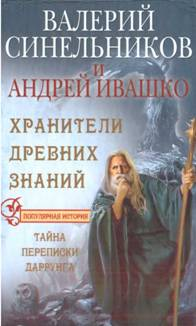 ВАЛЕРИЙ
СИНЕЛЬНИКОВ
И
АНДРЕЙ ИВАШКО
ХРАНИТЕЛИ
ДРЕВНИХ
ЗНАНИЙ
ПОПУЛЯРНАЯ ИСТОРИЯ
ТАЙНА
ПЕРЕПИСКИ
ДАРРУНГА